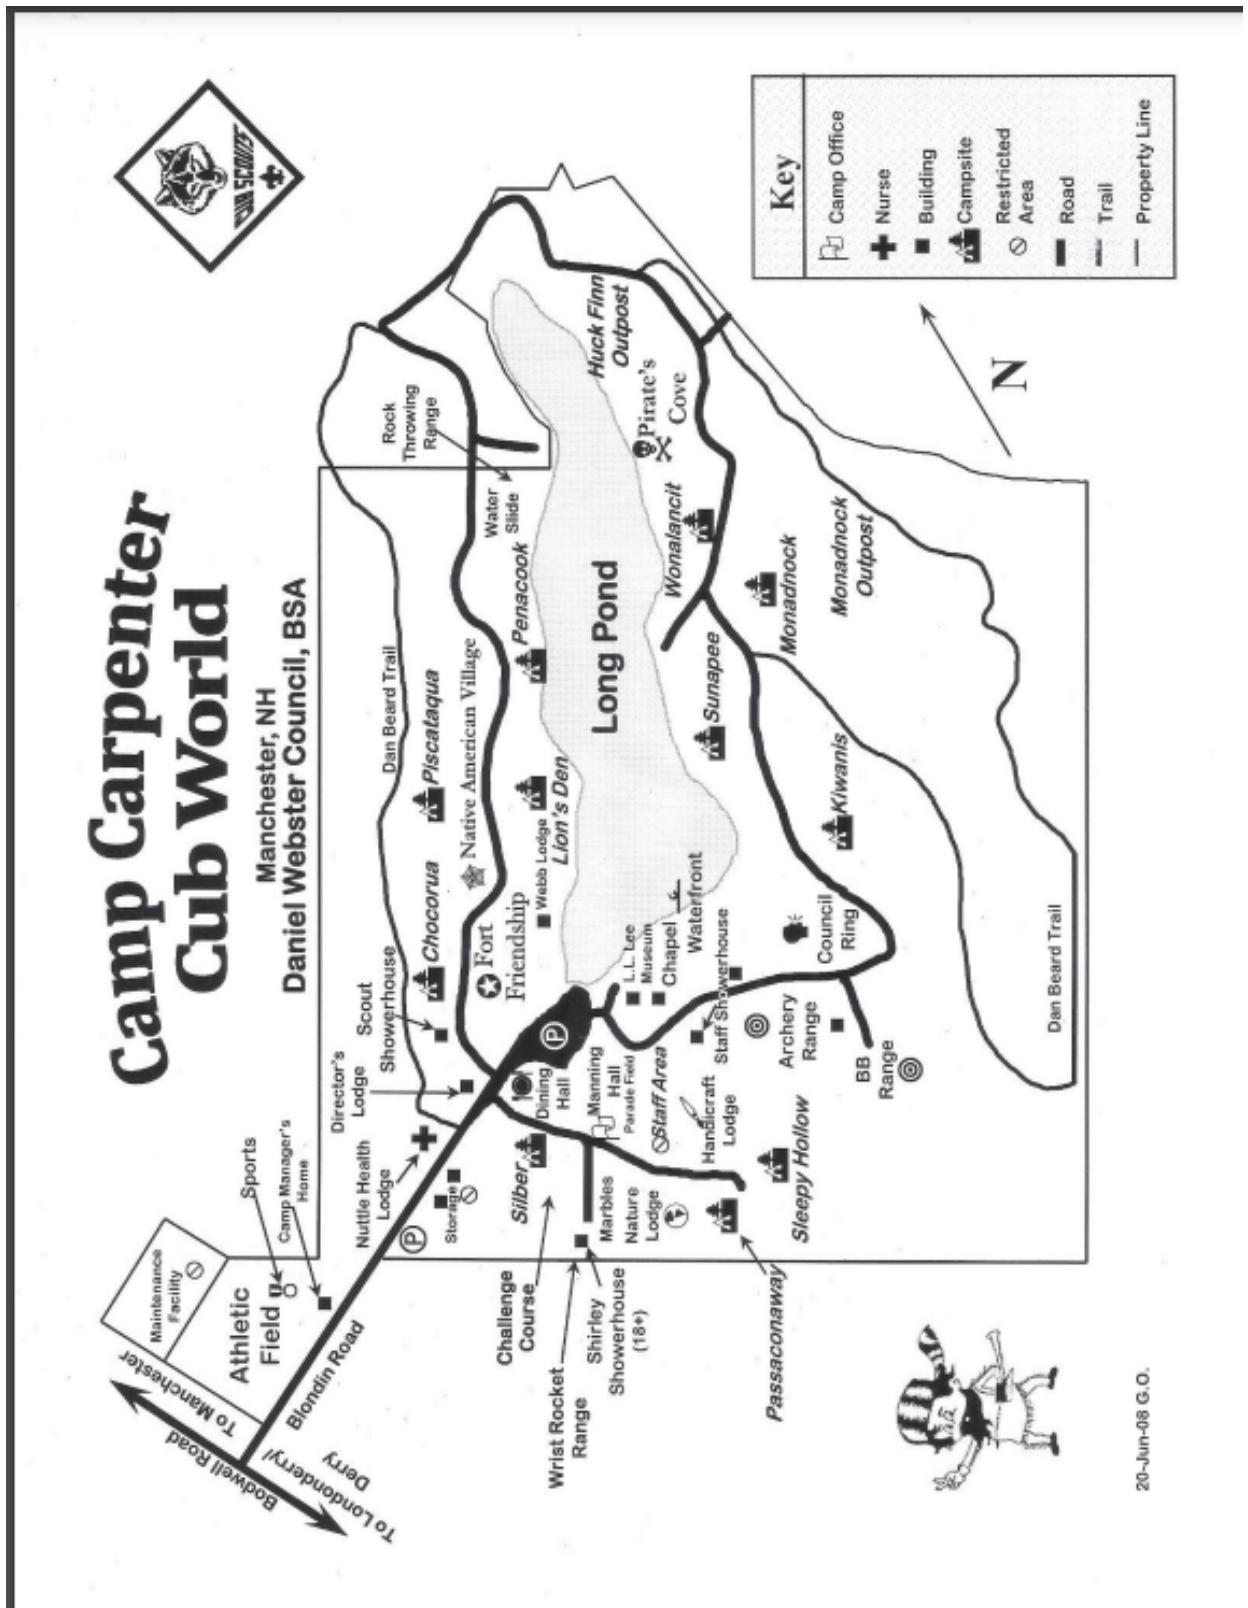 Camp Carpenter
Cub World
Manchester, NH
Daniel Webster Council, BSA
CUB SCOUTS
Bodwell Road
To Manchester
To Londonderry/
Derry
Blondin Road
Maintenance
Facility
Athletic
Field
Sports
Camp Manager's
Home
Nuttle Health
Lodge
Director's
Lodge
Scout
Showerhouse
P
Storage
Chocorua
Piscataqua
Dan Beard Trail
Native American Village
Fort
Friendship
Webb Lodge
Lion's Den
Penacook
Water
Slide
Rock
Throwing
Range
Long Pond
Huck Finn
Outpost
Pirate's
Cove
Wonalancit
Monadnock
Monadnock
Outpost
Sunapee
Kiwanis
Waterfront
L.L. Lee
Museum
Chapel
Staff Showerhouse
Council
Ring
Archery
Range
BB
Range
Dan Beard Trail
P
Dining
Hall
Manning
Hall
Parade Field
Staff Area
Handicraft
Lodge
Silber
Challenge
Course
Marbles
Nature
Lodge
Wrist Rocket
Range
Shirley
Showerhouse
(18+)
Sleepy Hollow
Passaconaway
N
Key
Camp Office
Nurse
Building
Campsite
Restricted
Area
Road
Trail
Property Line
20-Jun-08 G.O.